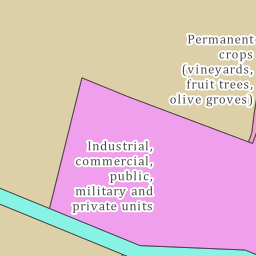 Permanent
crops
(vineyards,
fruit trees,
olive groves)
Industrial,
commercial,
public,
military and
private units